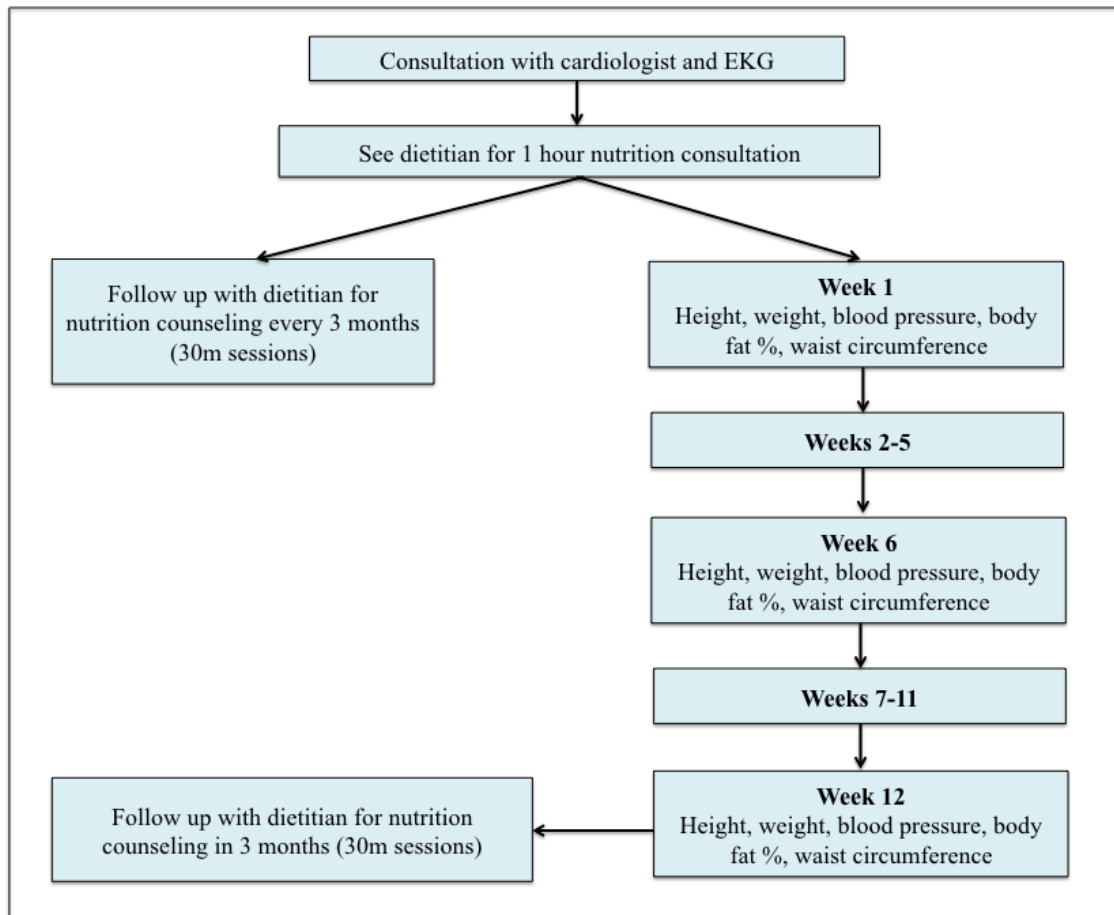 Consultation with cardiologist and EKG
See dietitian for 1 hour nutrition consultation
Follow up with dietitian for
nutrition counseling every 3 months
(30m sessions)
Week 1
Height, weight, blood pressure, body
fat %, waist circumference
Weeks 2-5
Week 6
Height, weight, blood pressure, body
fat %, waist circumference
Weeks 7-11
Week 12
Height, weight, blood pressure, body
fat %, waist circumference
Follow up with dietitian for nutrition
counseling in 3 months (30m sessions)